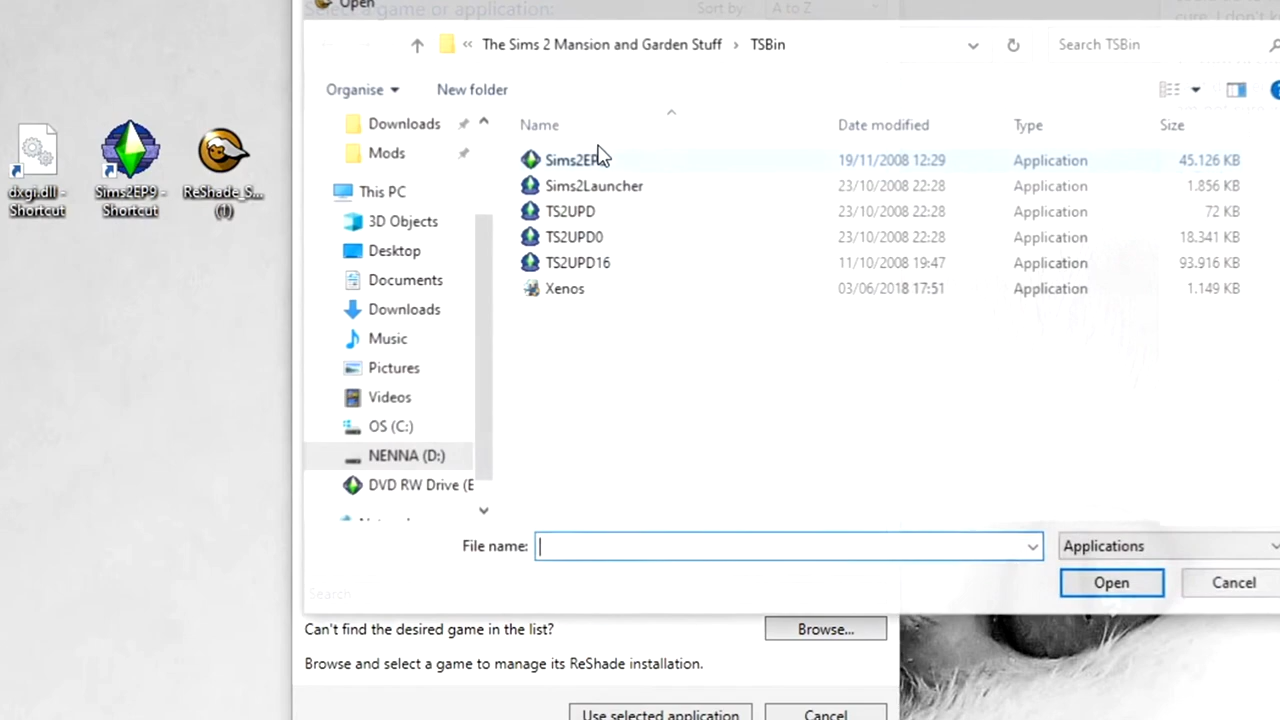 Open
Select a game or application:
Sort by:
A to Z
« The Sims 2 Mansion and Garden Stuff › TSBin
Search TSBin
Organise
New folder
Downloads
Mods
This PC
3D Objects
Desktop
Documents
Downloads
Music
Pictures
Videos
OS (C:)
NENNA (D:)
DVD RW Drive (E
Name Date modified Type Size
Sims2EP 19/11/2008 12:29 Application 45.126 KB
Sims2Launcher 23/10/2008 22:28 Application 1.856 KB
TS2UPD 23/10/2008 22:28 Application 72 KB
TS2UPD0 23/10/2008 22:28 Application 18.341 KB
TS2UPD16 11/10/2008 19:47 Application 93.916 KB
Xenos 03/06/2018 17:51 Application 1.149 KB
File name:
Applications
Open
Cancel
Search
Can't find the desired game in the list?
Browse...
Browse and select a game to manage its ReShade installation.
Use selected application
Cancel
dxgi.dll -
Shortcut
Sims2EP9 -
Shortcut
ReShade_S...
(1)